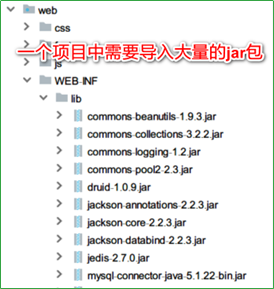 web
css
一个项目中需要导入大量的jar包
js
WEB-INF
lib
commons-beanutils-1.9.3.jar
commons-collections-3.2.2.jar
commons-logging-1.2.jar
commons-pool2-2.3.jar
druid-1.0.9.jar
jackson-annotations-2.2.3.jar
jackson-core-2.2.3.jar
jackson-databind-2.2.3.jar
jedis-2.7.0.jar
mysql-connector-java-5.1.22-bin.jar